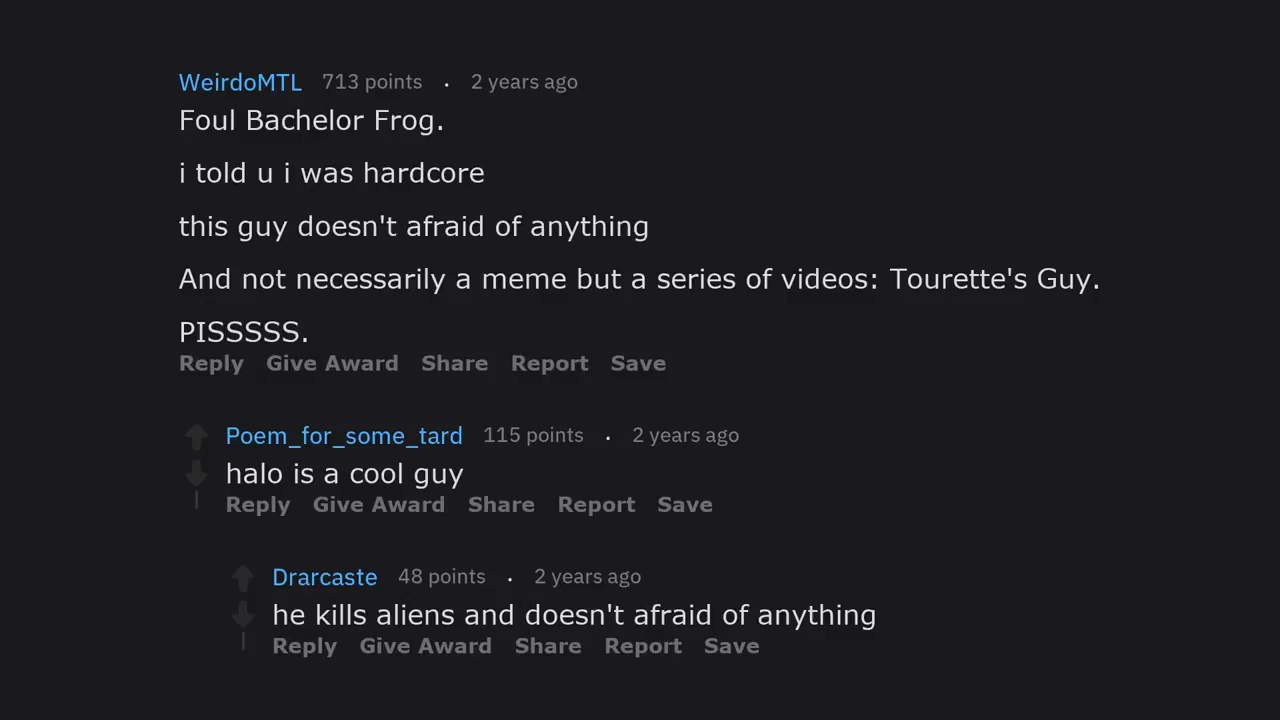 WeirdoMTL 713 points · 2 years ago
Foul Bachelor Frog.
i told u i was hardcore
this guy doesn't afraid of anything
And not necessarily a meme but a series of videos: Tourette's Guy.
PISSSSS.
Reply Give Award Share Report Save
Poem_for_some_tard 115 points · 2 years ago
halo is a cool guy
Reply Give Award Share Report Save
Drarcaste 48 points · 2 years ago
he kills aliens and doesn't afraid of anything
Reply Give Award Share Report Save